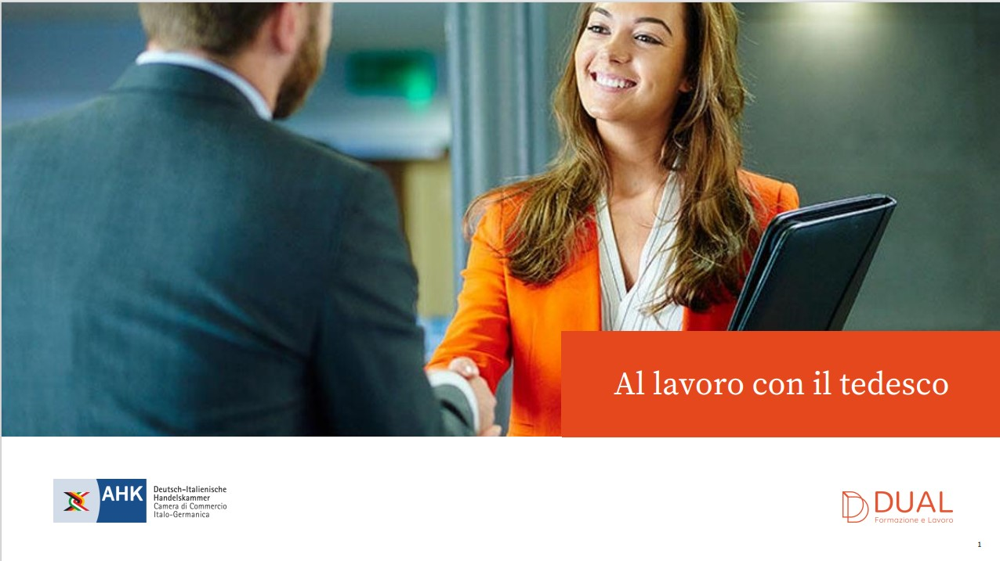 Al lavoro con il tedesco
AHK
Deutsch-Italienische
Handelskammer
Camera di Commercio
Italo-Germanica
DUAL
Formazione e Lavoro
1